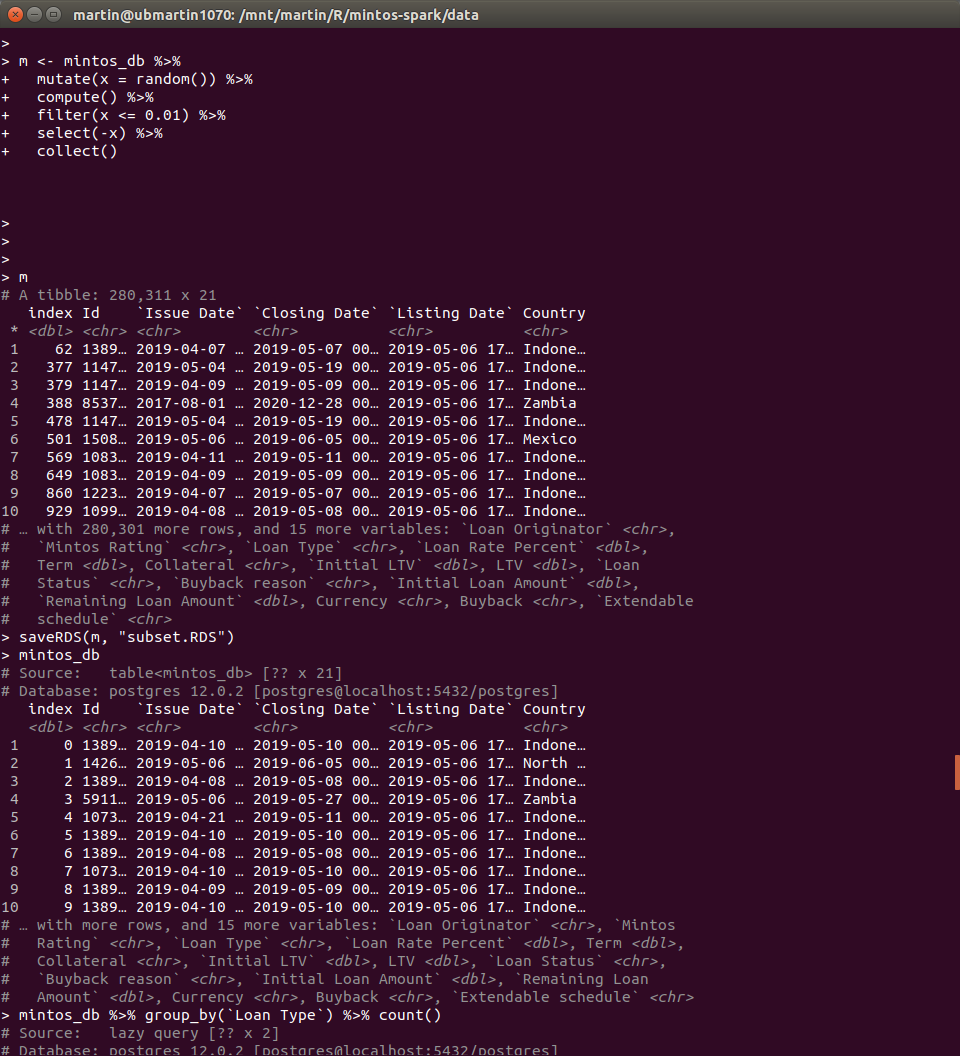 martin@ubmartin1070: /mnt/martin/R/mintos-spark/data
>
> m <- mintos_db %>%
+   mutate(x = random()) %>%
+   compute() %>%
+   filter(x <= 0.01) %>%
+   select(-x) %>%
+   collect()
>
>
>
> m
# A tibble: 280,311 x 21
   index Id    `Issue Date` `Closing Date` `Listing Date` Country
 * <dbl> <chr> <chr>        <chr>          <chr>          <chr>
 1    62 1389… 2019-04-07 … 2019-05-07 00… 2019-05-06 17… Indone…
 2   377 1147… 2019-05-04 … 2019-05-19 00… 2019-05-06 17… Indone…
 3   379 1147… 2019-04-09 … 2019-05-09 00… 2019-05-06 17… Indone…
 4   388 8537… 2017-08-01 … 2020-12-28 00… 2019-05-06 17… Zambia
 5   478 1147… 2019-05-04 … 2019-05-19 00… 2019-05-06 17… Indone…
 6   501 1508… 2019-05-06 … 2019-06-05 00… 2019-05-06 17… Mexico
 7   569 1083… 2019-04-11 … 2019-05-11 00… 2019-05-06 17… Indone…
 8   649 1083… 2019-04-09 … 2019-05-09 00… 2019-05-06 17… Indone…
 9   860 1223… 2019-04-07 … 2019-05-07 00… 2019-05-06 17… Indone…
10   929 1099… 2019-04-08 … 2019-05-08 00… 2019-05-06 17… Indone…
# … with 280,301 more rows, and 15 more variables: `Loan Originator` <chr>,
#   `Mintos Rating` <chr>, `Loan Type` <chr>, `Loan Rate Percent` <dbl>,
#   Term <dbl>, Collateral <chr>, `Initial LTV` <dbl>, LTV <dbl>, `Loan
#   Status` <chr>, `Buyback reason` <chr>, `Initial Loan Amount` <dbl>,
#   `Remaining Loan Amount` <dbl>, Currency <chr>, Buyback <chr>, `Extendable
#   schedule` <chr>
> saveRDS(m, "subset.RDS")
> mintos_db
# Source:   table<mintos_db> [?? x 21]
# Database: postgres 12.0.2 [postgres@localhost:5432/postgres]
   index Id    `Issue Date` `Closing Date` `Listing Date` Country
   <dbl> <chr> <chr>        <chr>          <chr>          <chr>
 1     0 1389… 2019-04-10 … 2019-05-10 00… 2019-05-06 17… Indone…
 2     1 1426… 2019-05-06 … 2019-06-05 00… 2019-05-06 17… North …
 3     2 1389… 2019-04-08 … 2019-05-08 00… 2019-05-06 17… Indone…
 4     3 5911… 2019-05-06 … 2019-05-27 00… 2019-05-06 17… Zambia
 5     4 1073… 2019-04-21 … 2019-05-11 00… 2019-05-06 17… Indone…
 6     5 1389… 2019-04-10 … 2019-05-10 00… 2019-05-06 17… Indone…
 7     6 1389… 2019-04-08 … 2019-05-08 00… 2019-05-06 17… Indone…
 8     7 1073… 2019-04-10 … 2019-05-10 00… 2019-05-06 17… Indone…
 9     8 1389… 2019-04-09 … 2019-05-09 00… 2019-05-06 17… Indone…
10     9 1389… 2019-04-10 … 2019-05-10 00… 2019-05-06 17… Indone…
# … with more rows, and 15 more variables: `Loan Originator` <chr>, `Mintos
#   Rating` <chr>, `Loan Type` <chr>, `Loan Rate Percent` <dbl>, Term <dbl>,
#   Collateral <chr>, `Initial LTV` <dbl>, LTV <dbl>, `Loan Status` <chr>,
#   `Buyback reason` <chr>, `Initial Loan Amount` <dbl>, `Remaining Loan
#   Amount` <dbl>, Currency <chr>, Buyback <chr>, `Extendable schedule` <chr>
> mintos_db %>% group_by(`Loan Type`) %>% count()
# Source:   lazy query [?? x 2]
# Database: postgres 12.0.2 [postgres@localhost:5432/postgres]